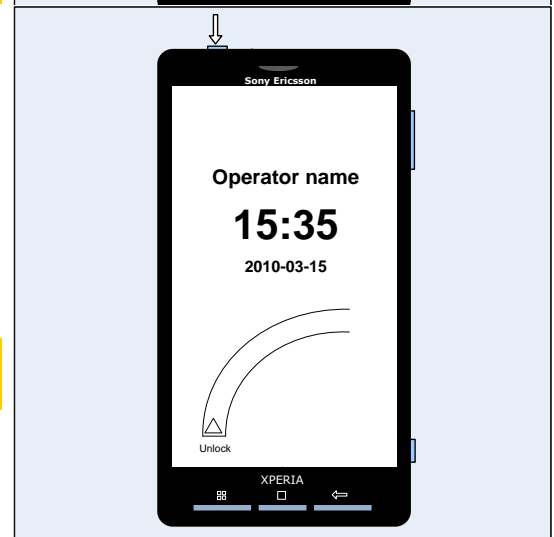 Sony Ericsson
Operator name
15:35
2010-03-15
Unlock
XPERIA